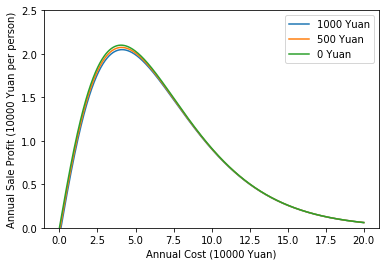 2.5
2.0
1.5
1.0
0.5
0.0
Annual Sale Profit (10000 Yuan per person)
1000 Yuan
500 Yuan
0 Yuan
0.0 2.5 5.0 7.5 10.0 12.5 15.0 17.5 20.0
Annual Cost (10000 Yuan)